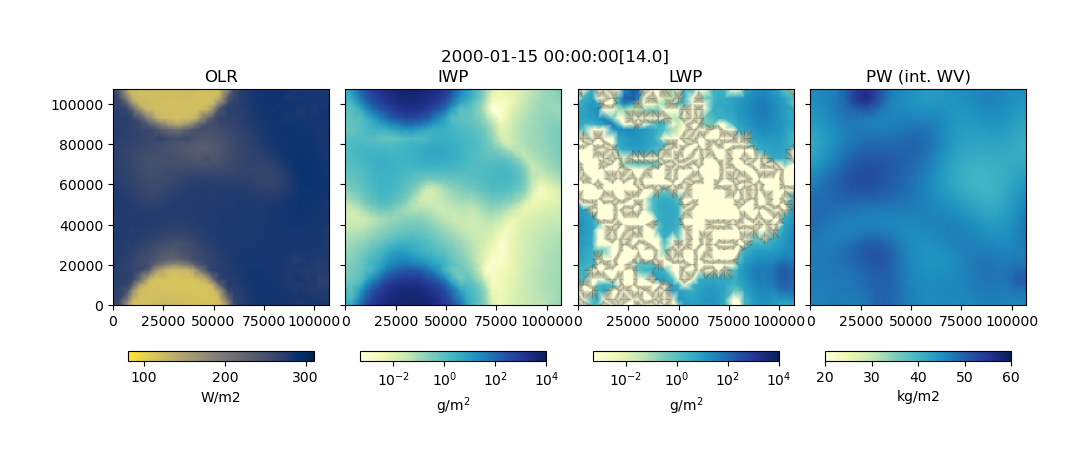 2000-01-15 00:00:00[14.0]
OLR IWP LWP PW (int. WV)
100000
80000
60000
40000
20000
0
0 25000 50000 75000 100000 0 25000 50000 75000 100000 0 25000 50000 75000 100000 0 25000 50000 75000 100000
100 200 300 10⁻² 10⁰ 10² 10⁴ 10⁻² 10⁰ 10² 10⁴ 20 30 40 50 60
W/m2 g/m² g/m² kg/m2